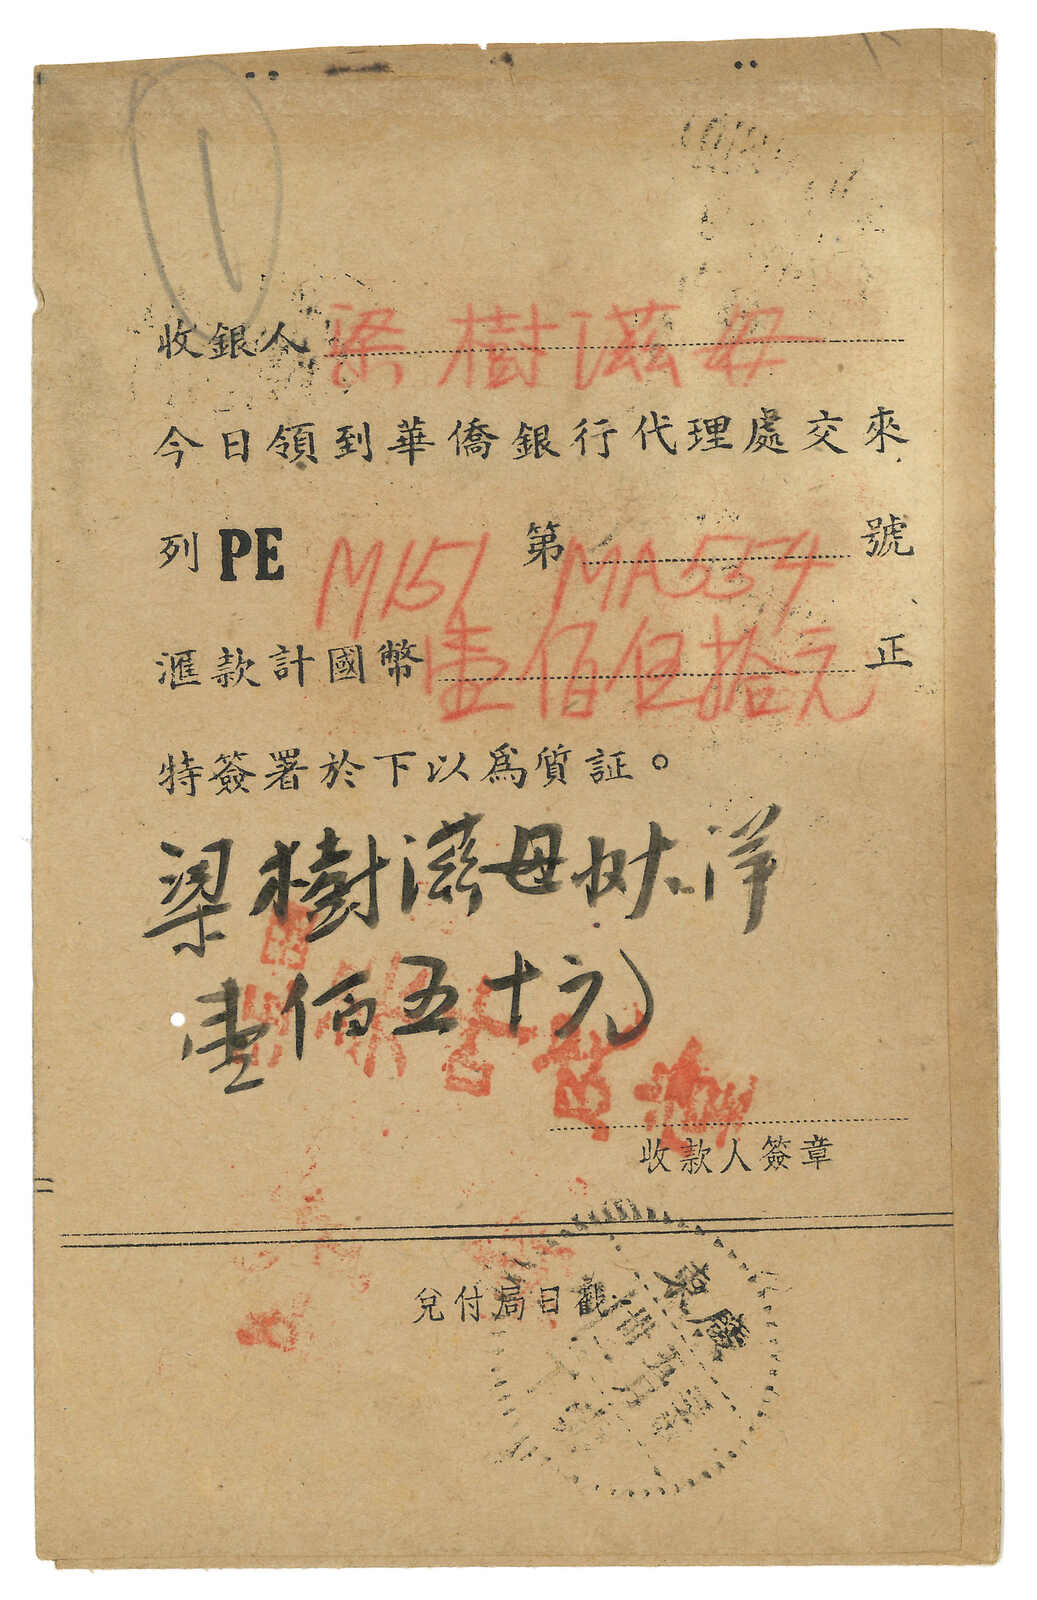 1
收銀人 梁樹滋母
今日領到華僑銀行代理處交來
列 PE M151 第 MA554 號
滙款計國幣 壹佰伍拾元 正
特簽署於下以爲質証。
梁樹滋母 洋
壹佰五十元
收款人簽章
兌付局日戳